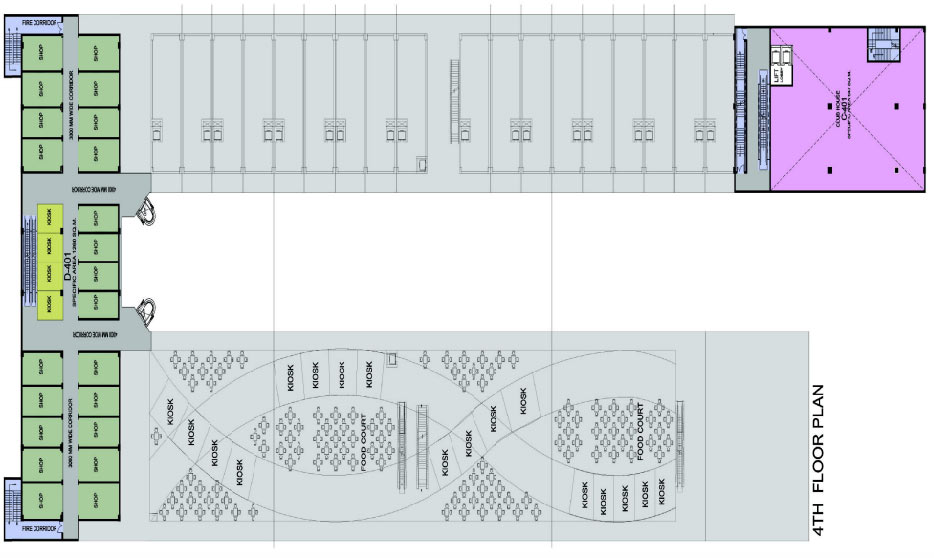 FIRE CORRIDOR
SHOP
SHOP
SHOP
SHOP
3000 MM WIDE CORRIDOR
SHOP
SHOP
SHOP
SHOP
4000 MM WIDE CORRIDOR
KIOSK
KIOSK
KIOSK
KIOSK
D-401
SPECIFIC AREA 1280 SQ.M.
SHOP
SHOP
SHOP
SHOP
4000 MM WIDE CORRIDOR
SHOP
SHOP
SHOP
SHOP
SHOP
3000 MM WIDE CORRIDOR
SHOP
SHOP
SHOP
SHOP
SHOP
FIRE CORRIDOR
LIFT
LOBBY
CLUB HOUSE
C-401
KIOSK
KIOSK
KIOSK
KIOSK
KIOSK
KIOSK
KIOSK
KIOSK
FOOD COURT
KIOSK
KIOSK
KIOSK
KIOSK
FOOD COURT
KIOSK
KIOSK
KIOSK
KIOSK
KIOSK
4TH FLOOR PLAN